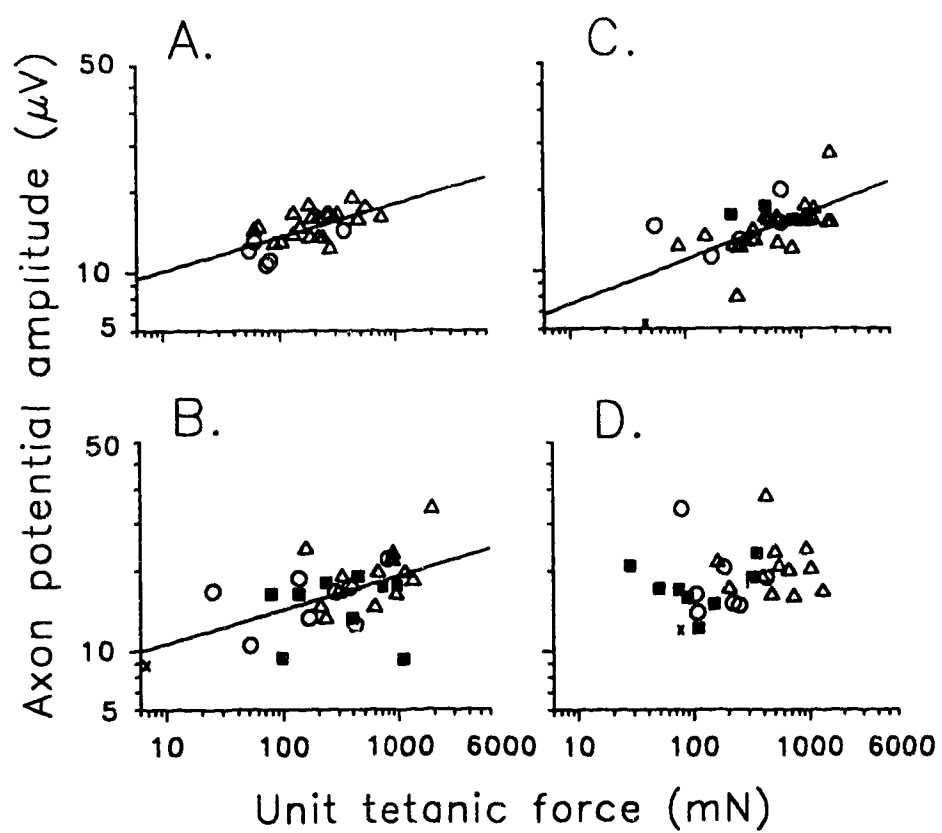 A.
C.
50
10
5
B.
D.
50
10
5
10 100 1000 6000
10 100 1000 6000
Axon potential amplitude (μV)
Unit tetanic force (mN)